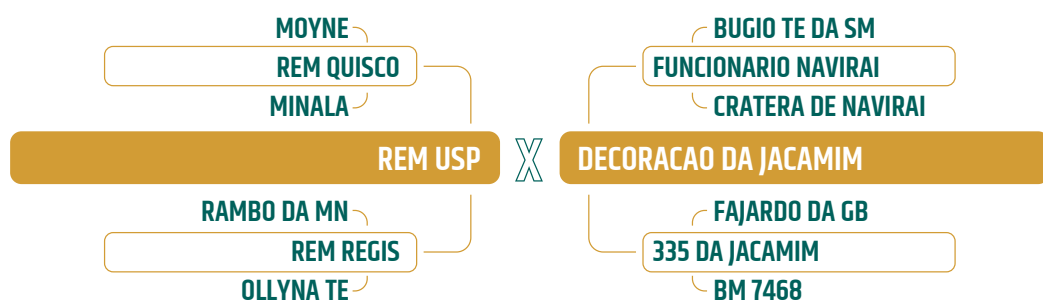 MOYNE
REM QUISCO
MINALA
REM USP
RAMBO DA MN
REM REGIS
OLLYNA TE
X
BUGIO TE DA SM
FUNCIONARIO NAVIRAI
CRATERA DE NAVIRAI
DECORACAO DA JACAMIM
FAJARDO DA GB
335 DA JACAMIM
BM 7468